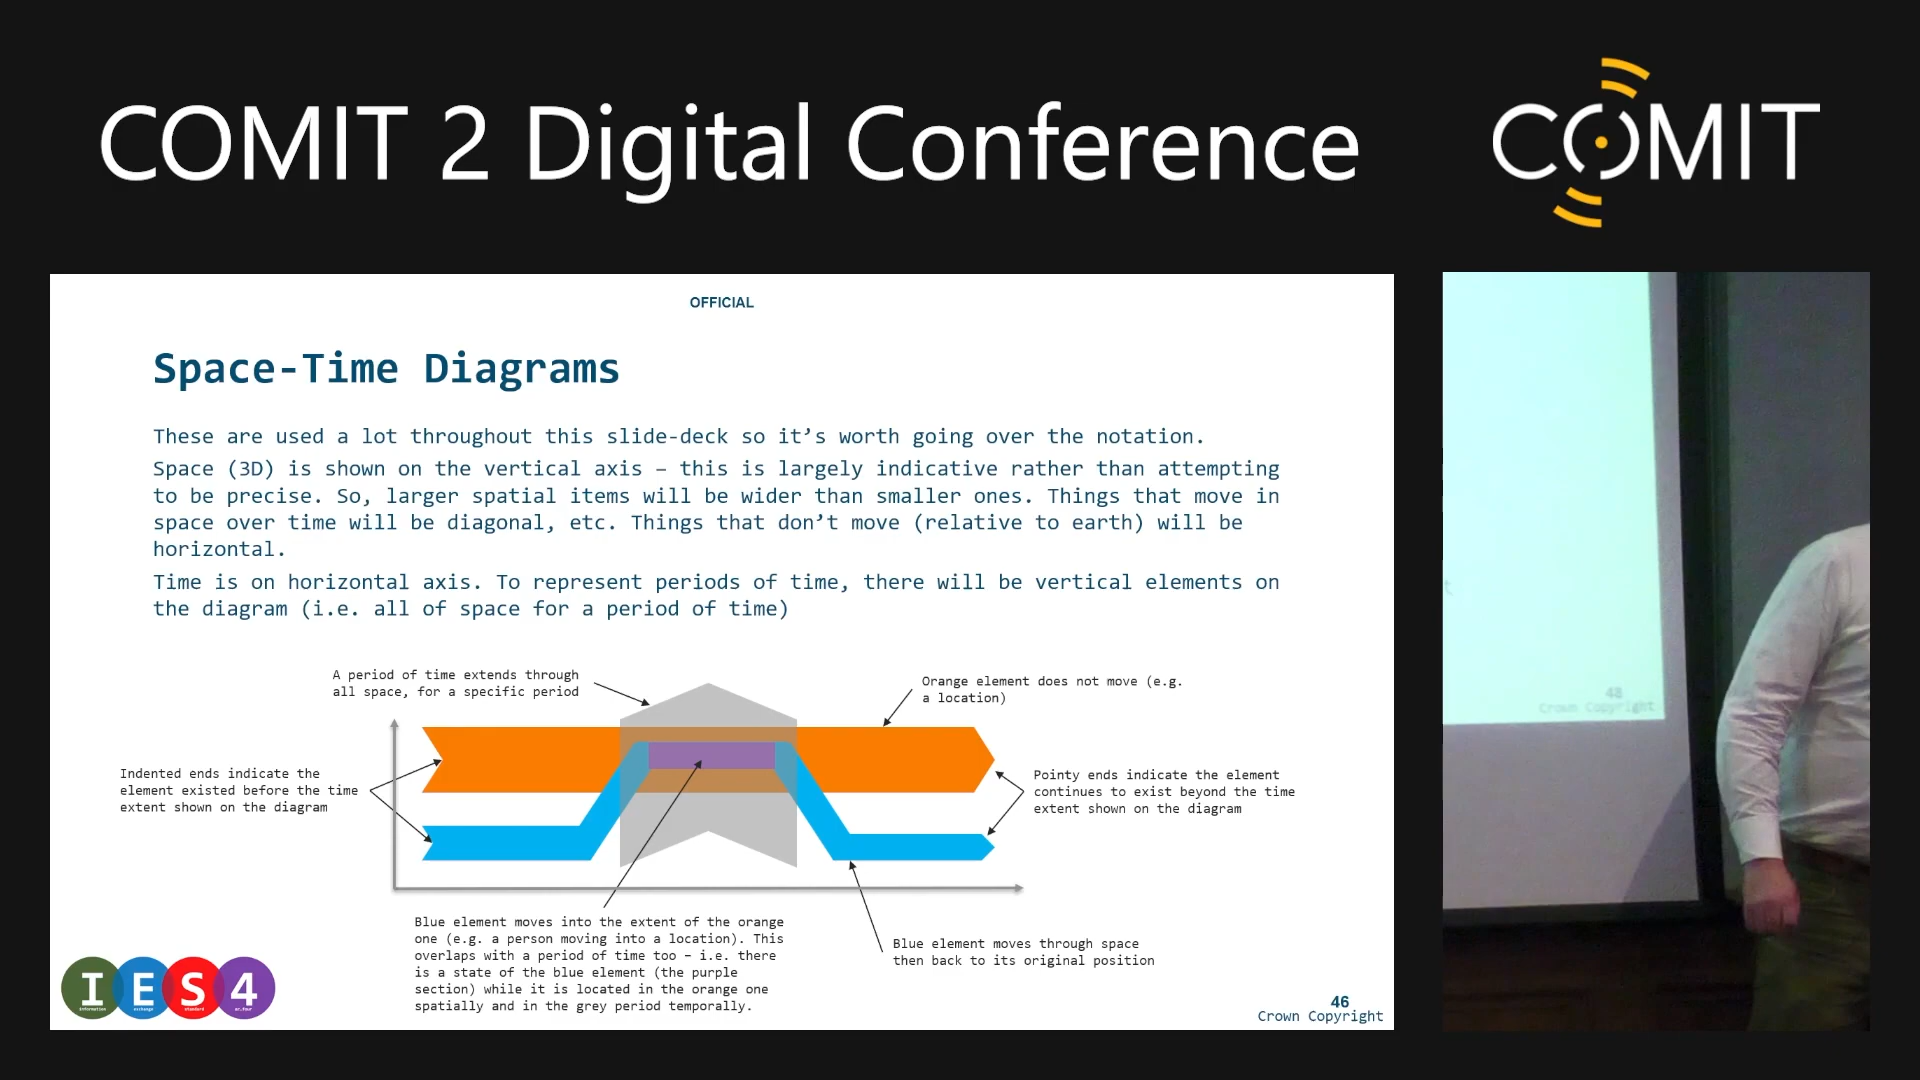 COMIT 2 Digital Conference
COMIT
OFFICIAL
Space-Time Diagrams
These are used a lot throughout this slide-deck so it’s worth going over the notation.
Space (3D) is shown on the vertical axis – this is largely indicative rather than attempting
to be precise. So, larger spatial items will be wider than smaller ones. Things that move in
space over time will be diagonal, etc. Things that don’t move (relative to earth) will be
horizontal.
Time is on horizontal axis. To represent periods of time, there will be vertical elements on
the diagram (i.e. all of space for a period of time)
A period of time extends through
all space, for a specific period
Orange element does not move (e.g.
a location)
Indented ends indicate the
element existed before the time
extent shown on the diagram
Pointy ends indicate the element
continues to exist beyond the time
extent shown on the diagram
Blue element moves into the extent of the orange
one (e.g. a person moving into a location). This
overlaps with a period of time too – i.e. there
is a state of the blue element (the purple
section) while it is located in the orange one
spatially and in the grey period temporally.
Blue element moves through space
then back to its original position
I E S 4
information exchange standard
46
Crown Copyright
48
Crown Copyright